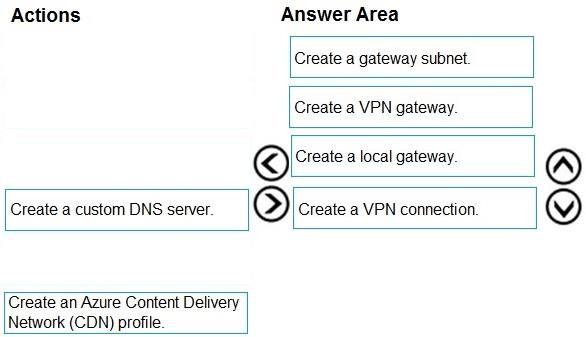 Actions
Answer Area
Create a gateway subnet.
Create a VPN gateway.
Create a local gateway.
Create a custom DNS server.
Create a VPN connection.
Create an Azure Content Delivery
Network (CDN) profile.